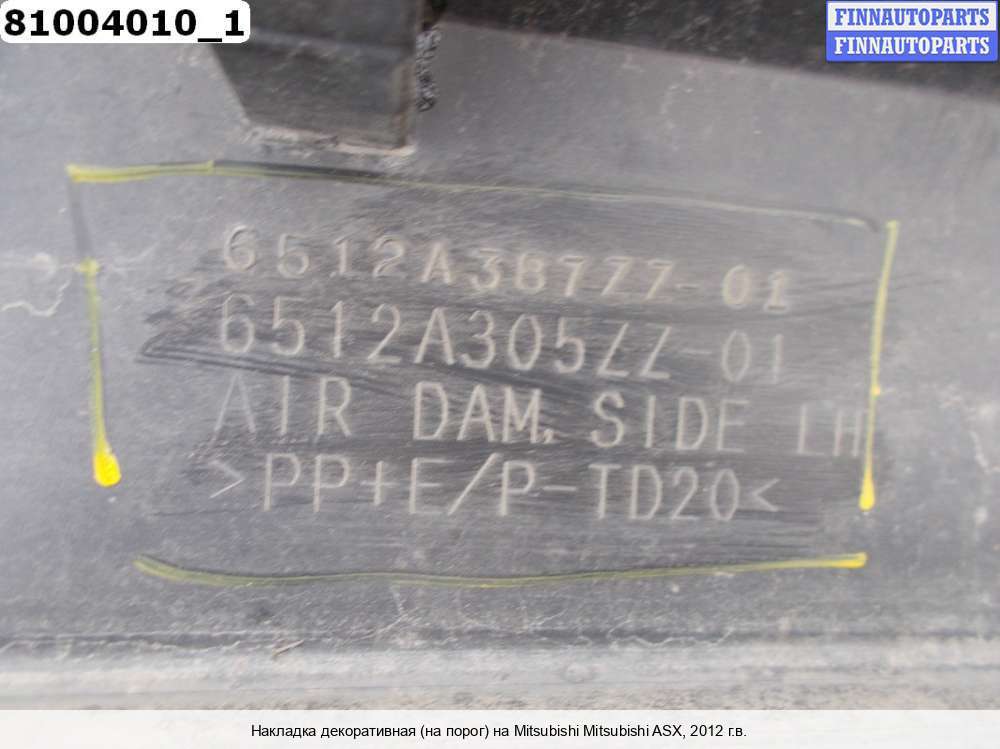 81004010_1
FINNAUTOPARTS
FINNAUTOPARTS
6512A387ZZ-01
6512A305ZZ-01
AIR DAM, SIDE LH
>PP+E/P-TD20<
Накладка декоративная (на порог) на Mitsubishi Mitsubishi ASX, 2012 г.в.